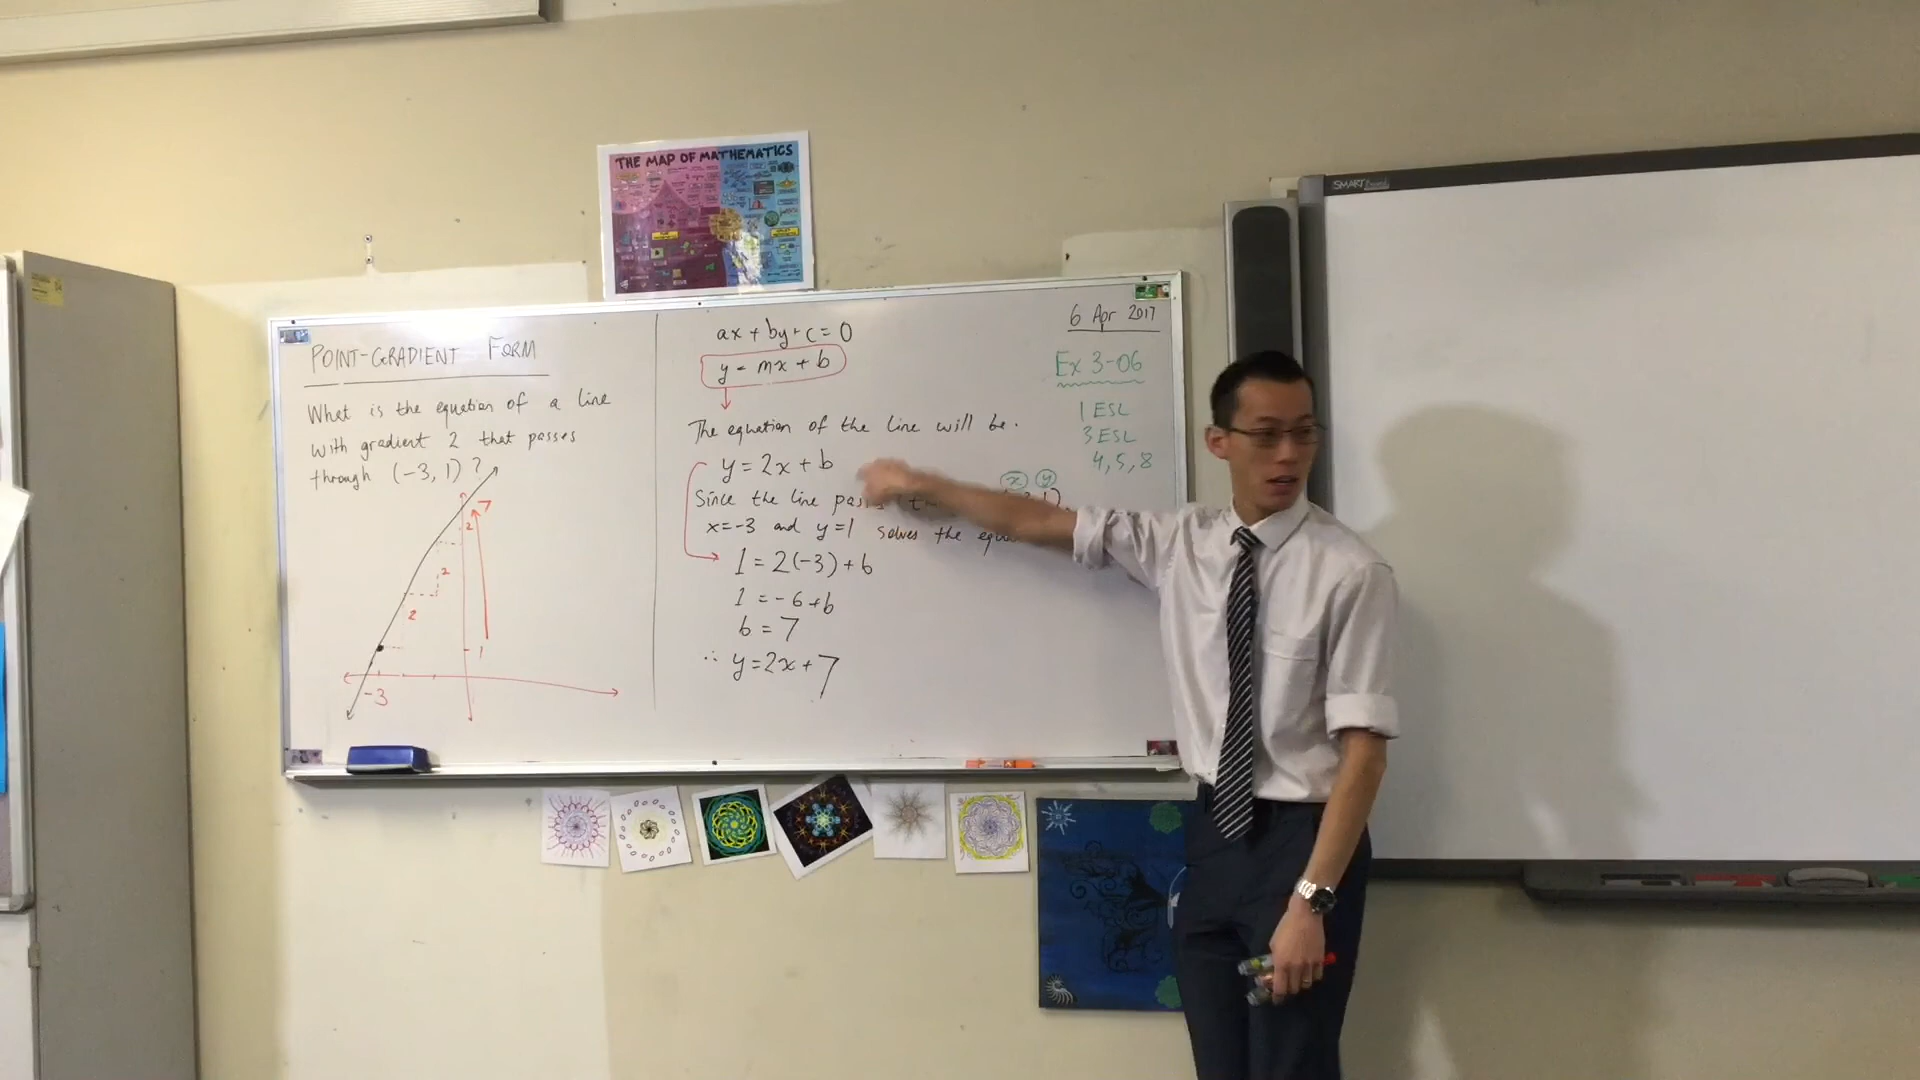 THE MAP OF MATHEMATICS
SMART Board
POINT-GRADIENT FORM
What is the equation of a line
with gradient 2 that passes
through (-3, 1) ?
2
2
2
1
-3
ax + by + c = 0
y = mx + b
The equation of the line will be.
y = 2x + b
x y
Since the line
x=-3 and y=1 solves the
1 = 2(-3) + b
1 = -6 + b
b = 7
∴ y = 2x + 7
6 Apr 2017
Ex 3-06
1 ESL
3 ESL
4, 5, 8